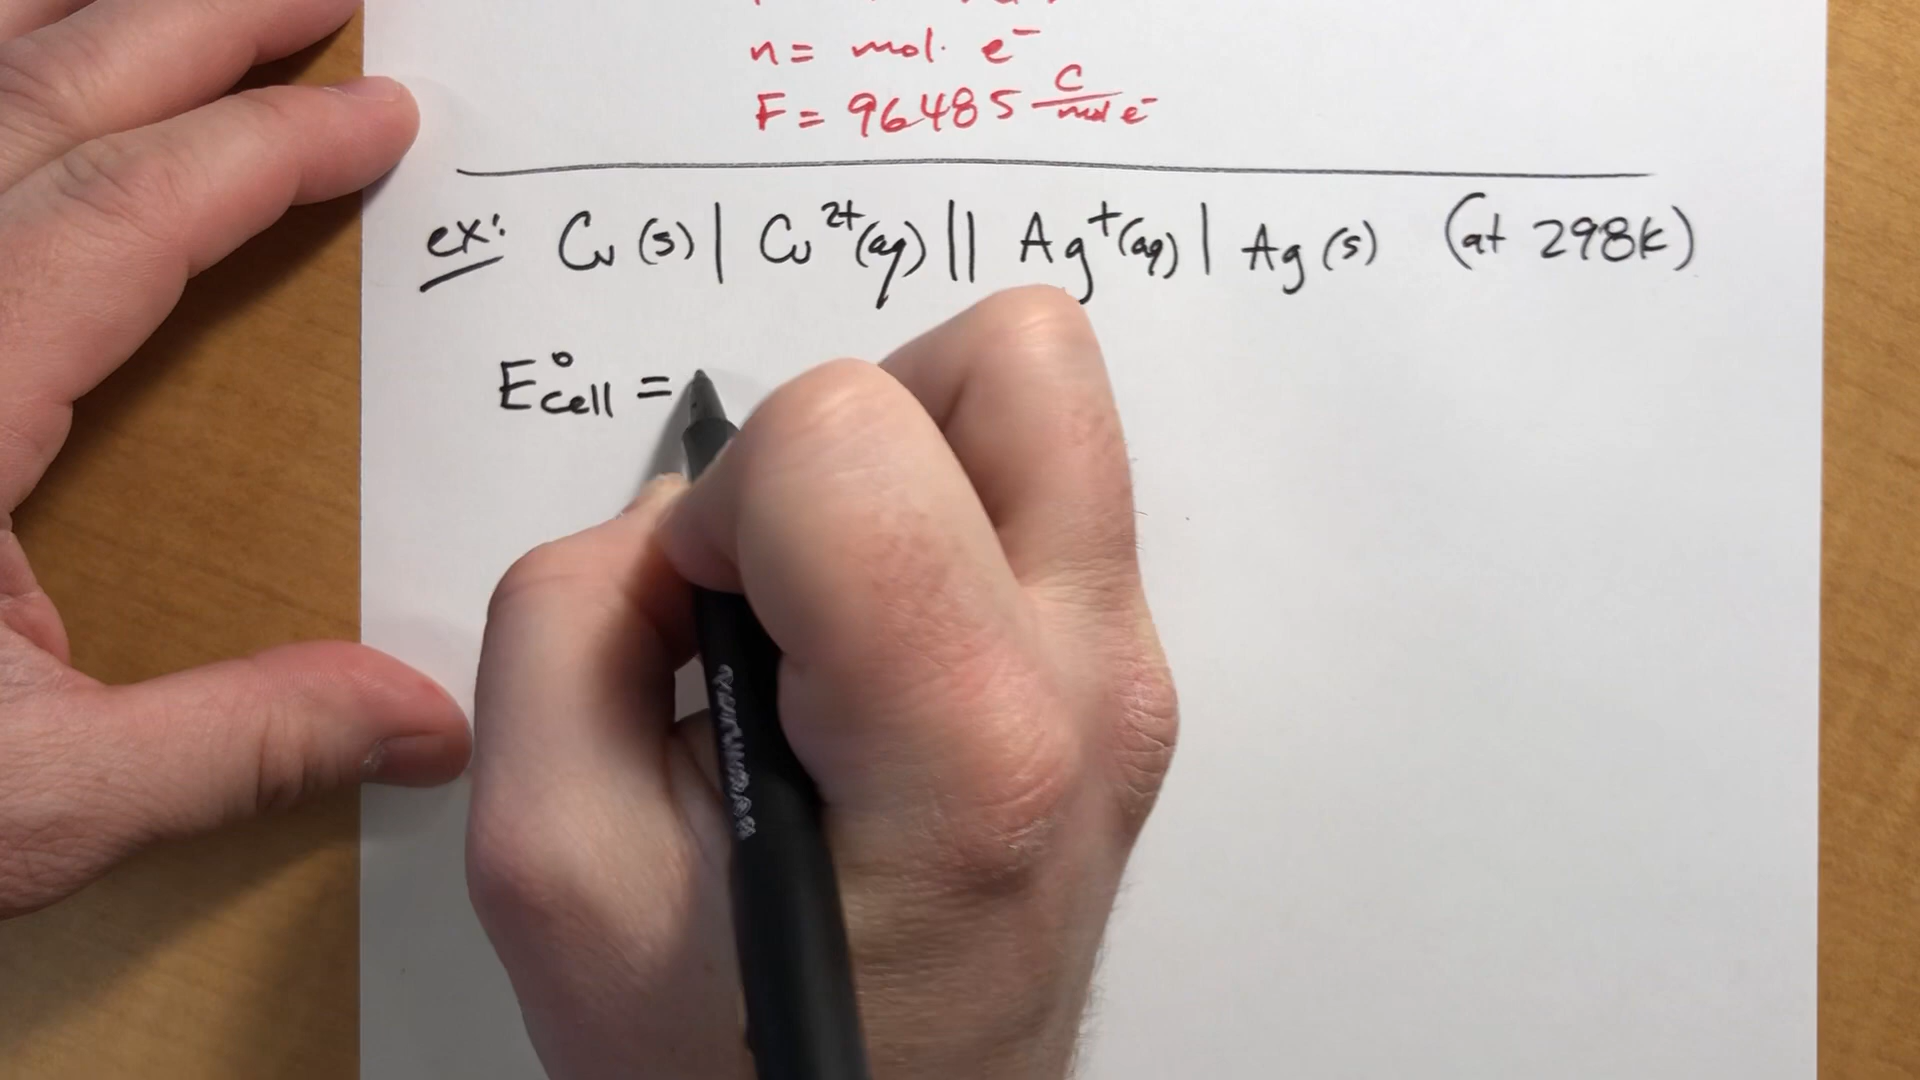 n = mol. e⁻
F = 96485 C/mol e⁻
ex: Cu (s) | Cu²⁺(aq) || Ag⁺(aq) | Ag (s) (at 298K)
E°cell =